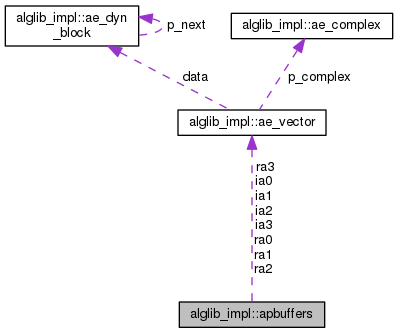 alglib_impl::ae_dyn
_block
p_next
alglib_impl::ae_complex
data
p_complex
alglib_impl::ae_vector
ra3
ia0
ia1
ia2
ia3
ra0
ra1
ra2
alglib_impl::apbuffers